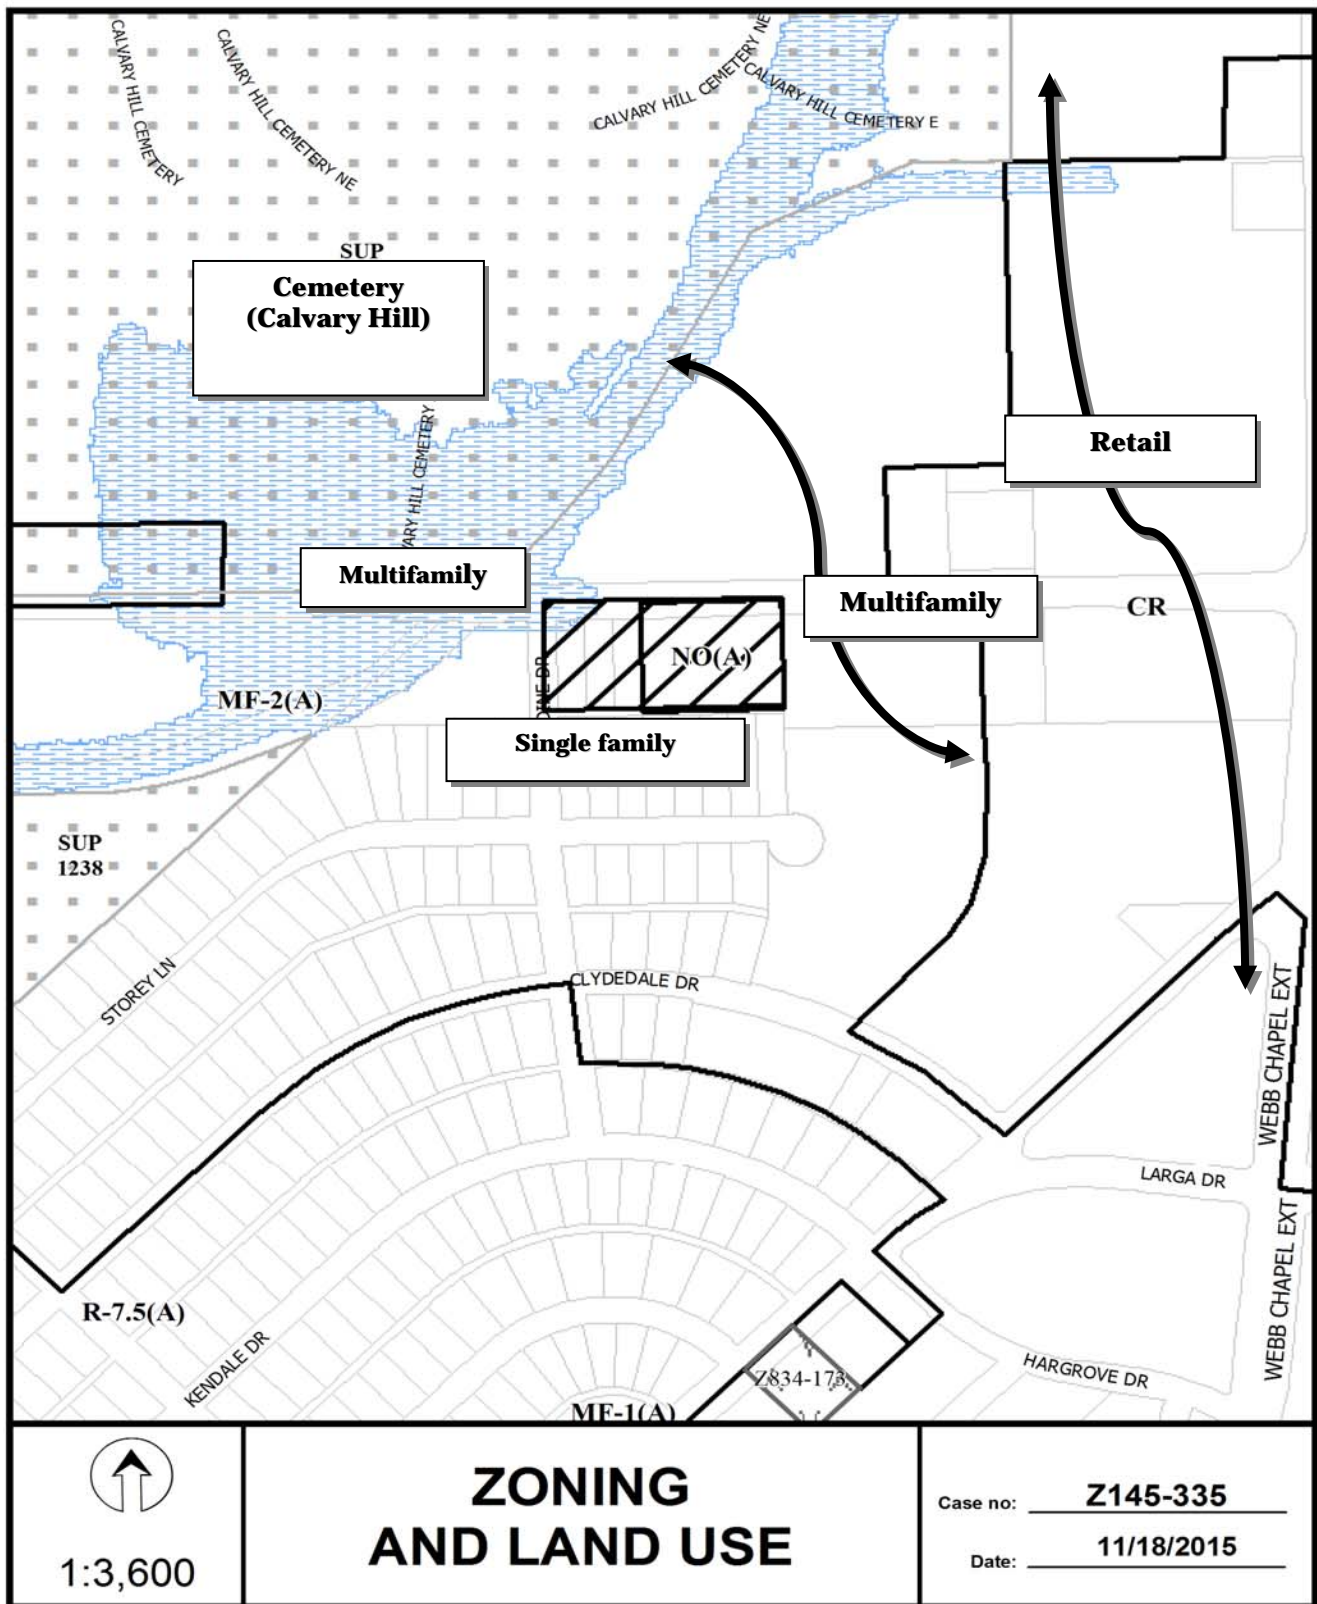 CALVARY HILL CEMETERY
CALVARY HILL CEMETERY NE
CALVARY HILL CEMETERY NE
CALVARY HILL CEMETERY E
SUP
Cemetery
(Calvary Hill)
Retail
HILL CEMETERY
Multifamily
Multifamily
CR
NO(A)
DR
MF-2(A)
Single family
SUP
1238
STOREY LN
CLYDEDALE DR
WEBB CHAPEL EXT
LARGA DR
WEBB CHAPEL EXT
R-7.5(A)
KENDALE DR
HARGROVE DR
Z834-173
MF-1(A)
1:3,600
ZONING
AND LAND USE
Case no: Z145-335
Date: 11/18/2015